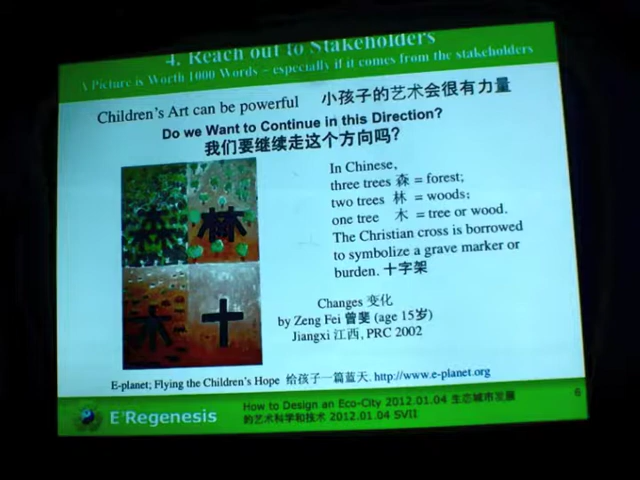 4. Reach out to Stakeholders
A Picture is Worth 1000 Words – especially if it comes from the stakeholders
Children's Art can be powerful 小孩子的艺术会很有力量
Do we Want to Continue in this Direction?
我们要继续走这个方向吗?
森 林
木 十
In Chinese,
three trees 森 = forest;
two trees 林 = woods;
one tree 木 = tree or wood.
The Christian cross is borrowed
to symbolize a grave marker or
burden. 十字架
Changes 变化
by Zeng Fei 曾斐 (age 15岁)
Jiangxi 江西, PRC 2002
E-planet; Flying the Children's Hope 给孩子一篇蓝天. http://www.e-planet.org
E'Regenesis
How to Design an Eco-City 2012.01.04 生态城市发展
的艺术科学和技术 2012.01.04 SVII
6